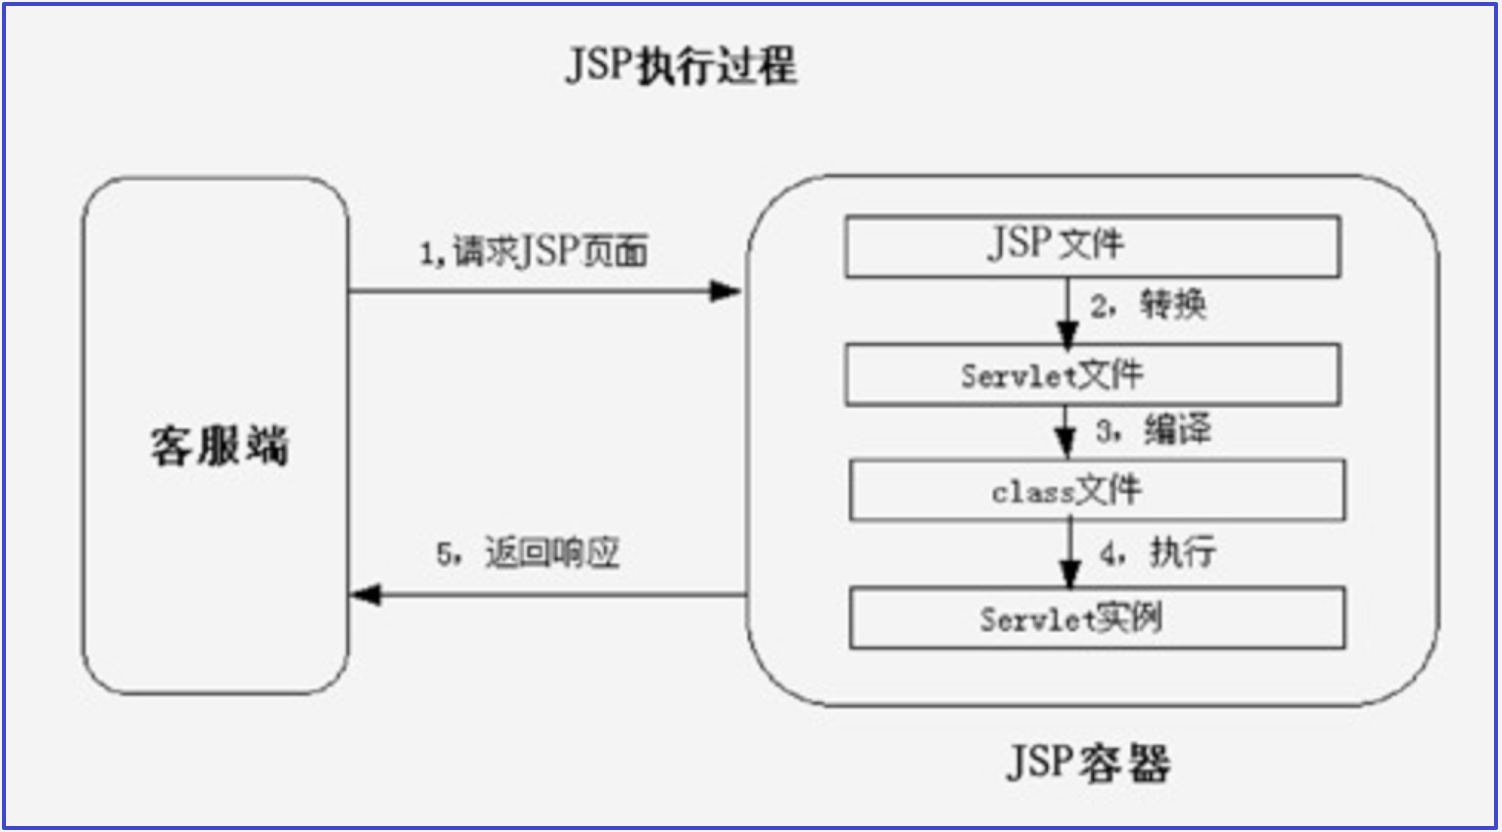 JSP执行过程
1,请求JSP页面
JSP文件
2，转换
Servlet文件
3，编译
客服端
class文件
4，执行
5，返回响应
Servlet实例
JSP容器